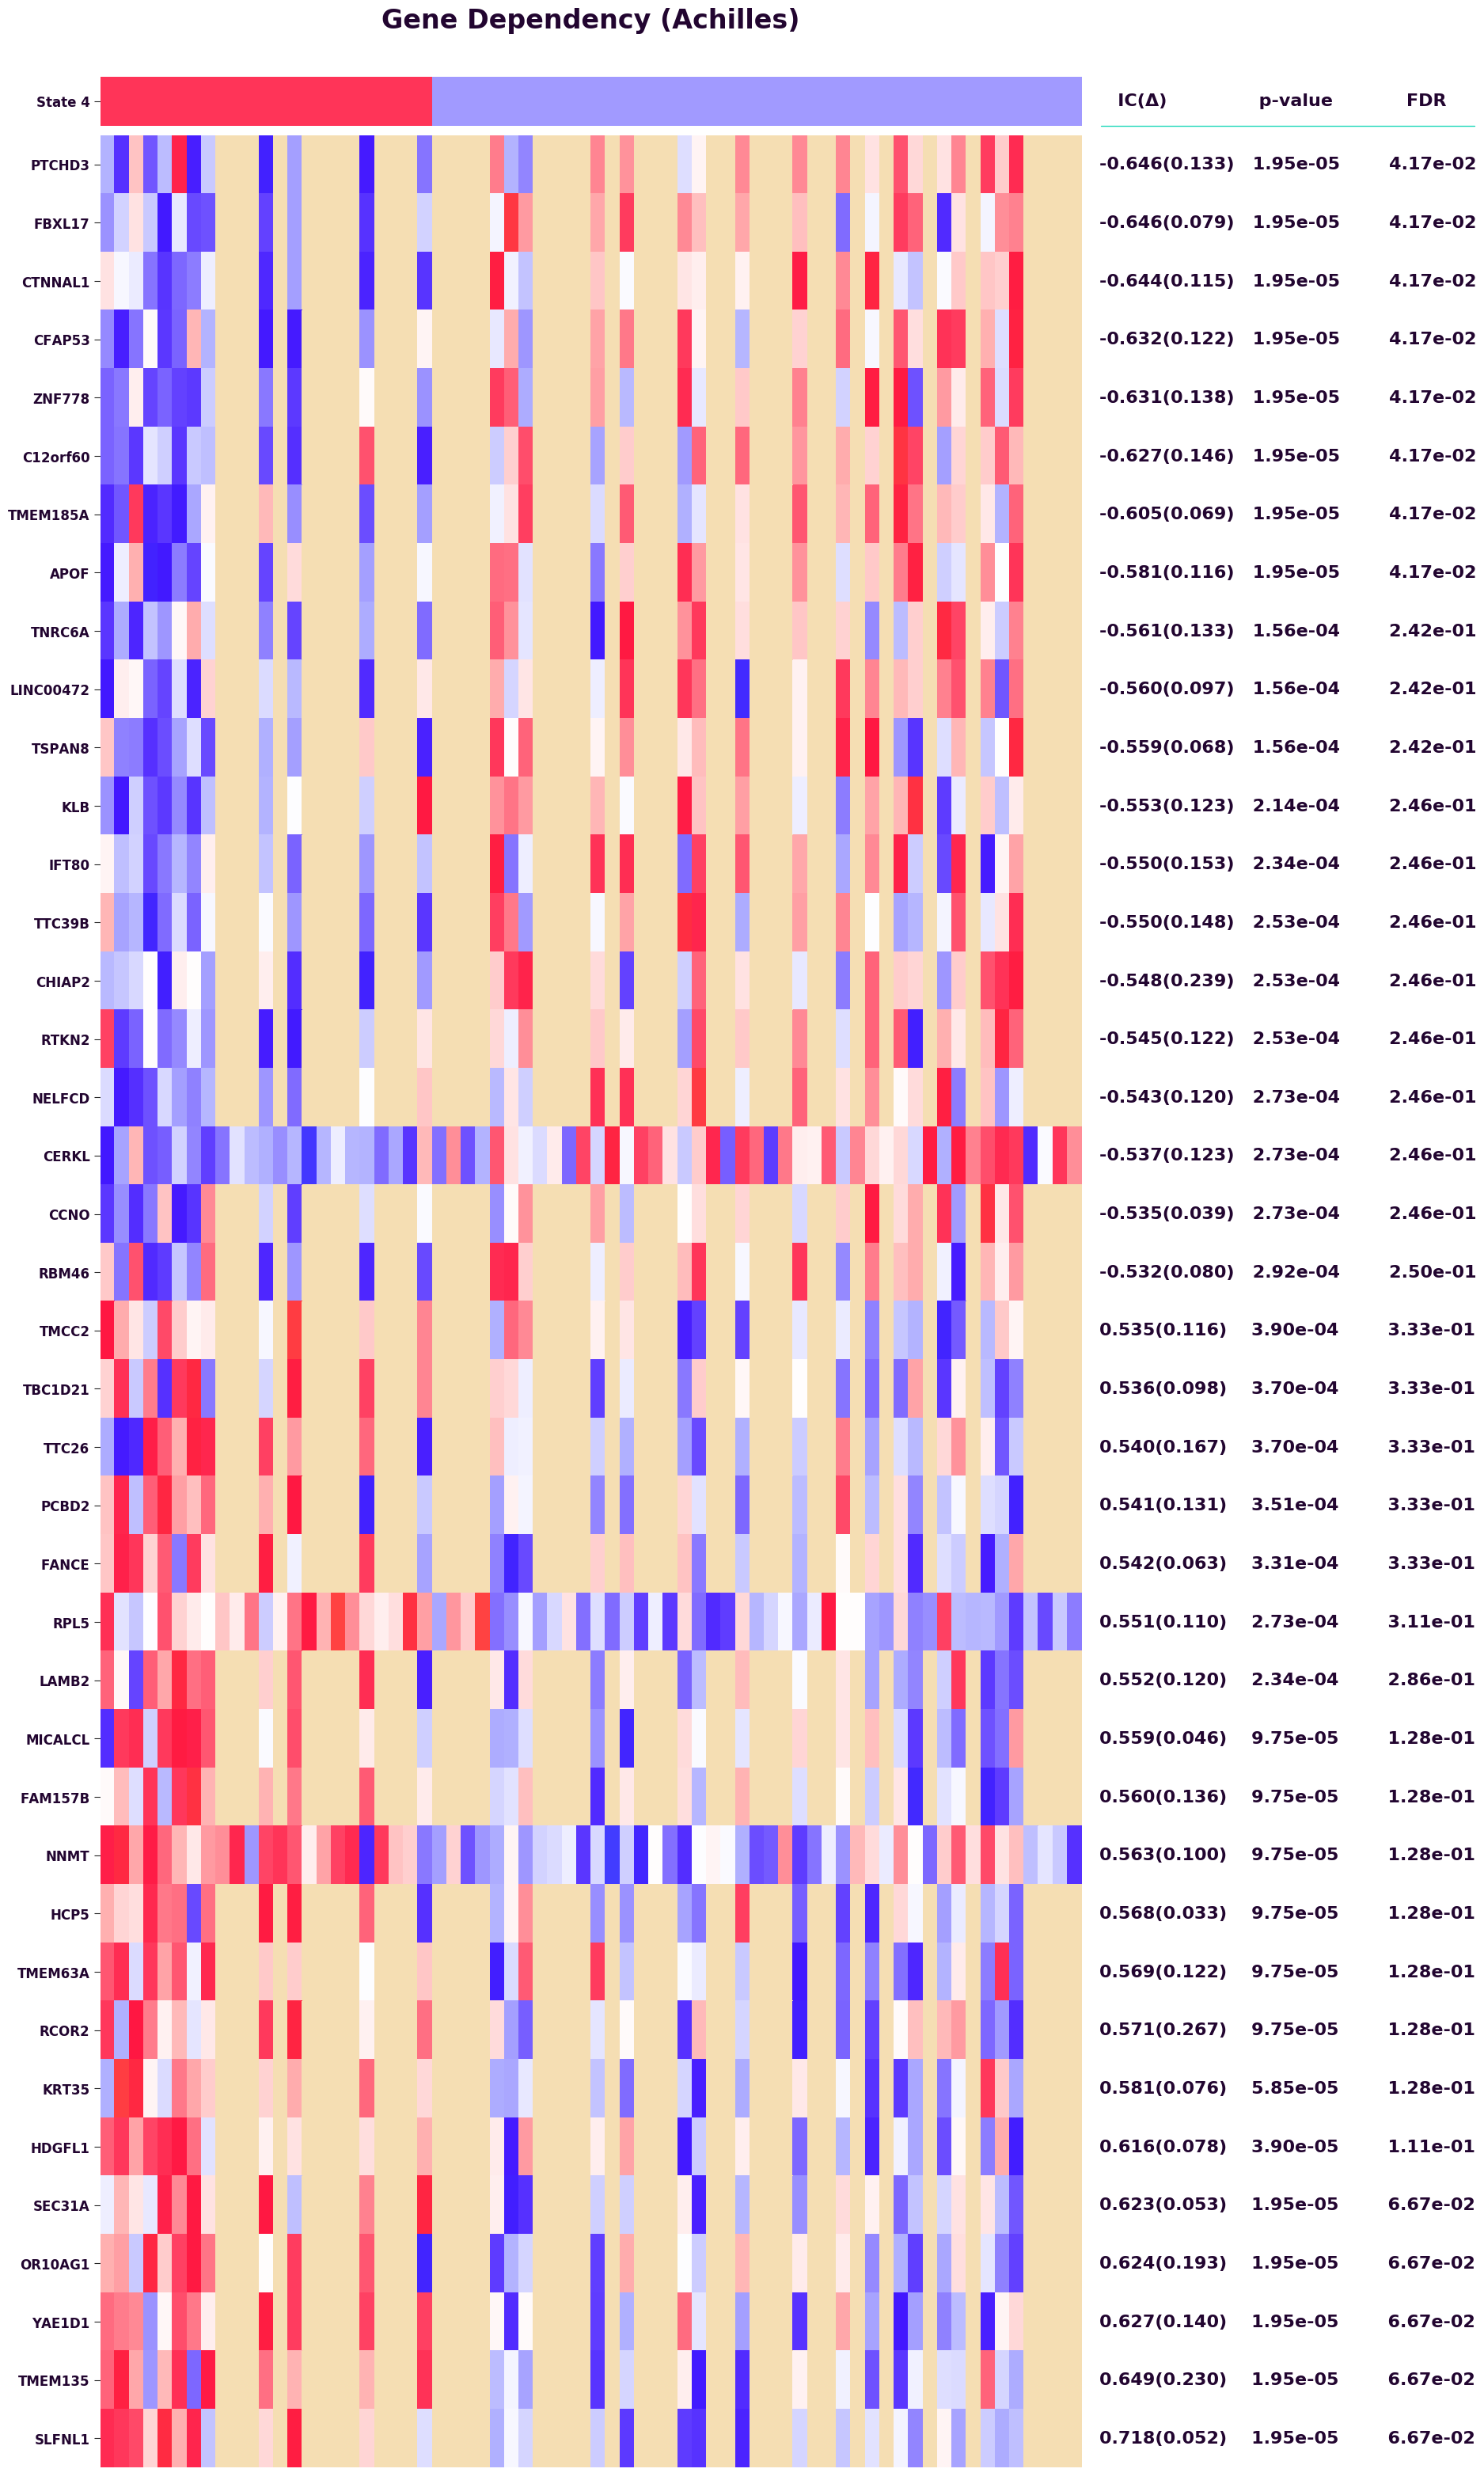 Gene Dependency (Achilles)
State 4 IC(Δ) p-value FDR
PTCHD3 -0.646(0.133) 1.95e-05 4.17e-02
FBXL17 -0.646(0.079) 1.95e-05 4.17e-02
CTNNAL1 -0.644(0.115) 1.95e-05 4.17e-02
CFAP53 -0.632(0.122) 1.95e-05 4.17e-02
ZNF778 -0.631(0.138) 1.95e-05 4.17e-02
C12orf60 -0.627(0.146) 1.95e-05 4.17e-02
TMEM185A -0.605(0.069) 1.95e-05 4.17e-02
APOF -0.581(0.116) 1.95e-05 4.17e-02
TNRC6A -0.561(0.133) 1.56e-04 2.42e-01
LINC00472 -0.560(0.097) 1.56e-04 2.42e-01
TSPAN8 -0.559(0.068) 1.56e-04 2.42e-01
KLB -0.553(0.123) 2.14e-04 2.46e-01
IFT80 -0.550(0.153) 2.34e-04 2.46e-01
TTC39B -0.550(0.148) 2.53e-04 2.46e-01
CHIAP2 -0.548(0.239) 2.53e-04 2.46e-01
RTKN2 -0.545(0.122) 2.53e-04 2.46e-01
NELFCD -0.543(0.120) 2.73e-04 2.46e-01
CERKL -0.537(0.123) 2.73e-04 2.46e-01
CCNO -0.535(0.039) 2.73e-04 2.46e-01
RBM46 -0.532(0.080) 2.92e-04 2.50e-01
TMCC2 0.535(0.116) 3.90e-04 3.33e-01
TBC1D21 0.536(0.098) 3.70e-04 3.33e-01
TTC26 0.540(0.167) 3.70e-04 3.33e-01
PCBD2 0.541(0.131) 3.51e-04 3.33e-01
FANCE 0.542(0.063) 3.31e-04 3.33e-01
RPL5 0.551(0.110) 2.73e-04 3.11e-01
LAMB2 0.552(0.120) 2.34e-04 2.86e-01
MICALCL 0.559(0.046) 9.75e-05 1.28e-01
FAM157B 0.560(0.136) 9.75e-05 1.28e-01
NNMT 0.563(0.100) 9.75e-05 1.28e-01
HCP5 0.568(0.033) 9.75e-05 1.28e-01
TMEM63A 0.569(0.122) 9.75e-05 1.28e-01
RCOR2 0.571(0.267) 9.75e-05 1.28e-01
KRT35 0.581(0.076) 5.85e-05 1.28e-01
HDGFL1 0.616(0.078) 3.90e-05 1.11e-01
SEC31A 0.623(0.053) 1.95e-05 6.67e-02
OR10AG1 0.624(0.193) 1.95e-05 6.67e-02
YAE1D1 0.627(0.140) 1.95e-05 6.67e-02
TMEM135 0.649(0.230) 1.95e-05 6.67e-02
SLFNL1 0.718(0.052) 1.95e-05 6.67e-02